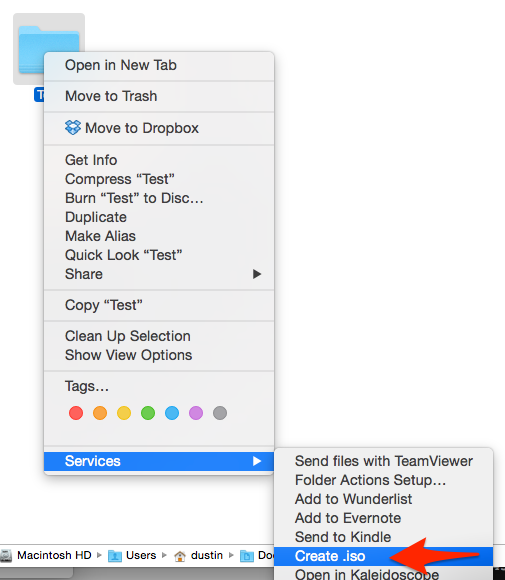 Open in New Tab
Move to Trash
Move to Dropbox
Get Info
Compress “Test”
Burn “Test” to Disc…
Duplicate
Make Alias
Quick Look “Test”
Share
Copy “Test”
Clean Up Selection
Show View Options
Tags…
Services
Send files with TeamViewer
Folder Actions Setup…
Add to Wunderlist
Add to Evernote
Send to Kindle
Create .iso
Open in Kaleidoscope
Macintosh HD
Users
dustin